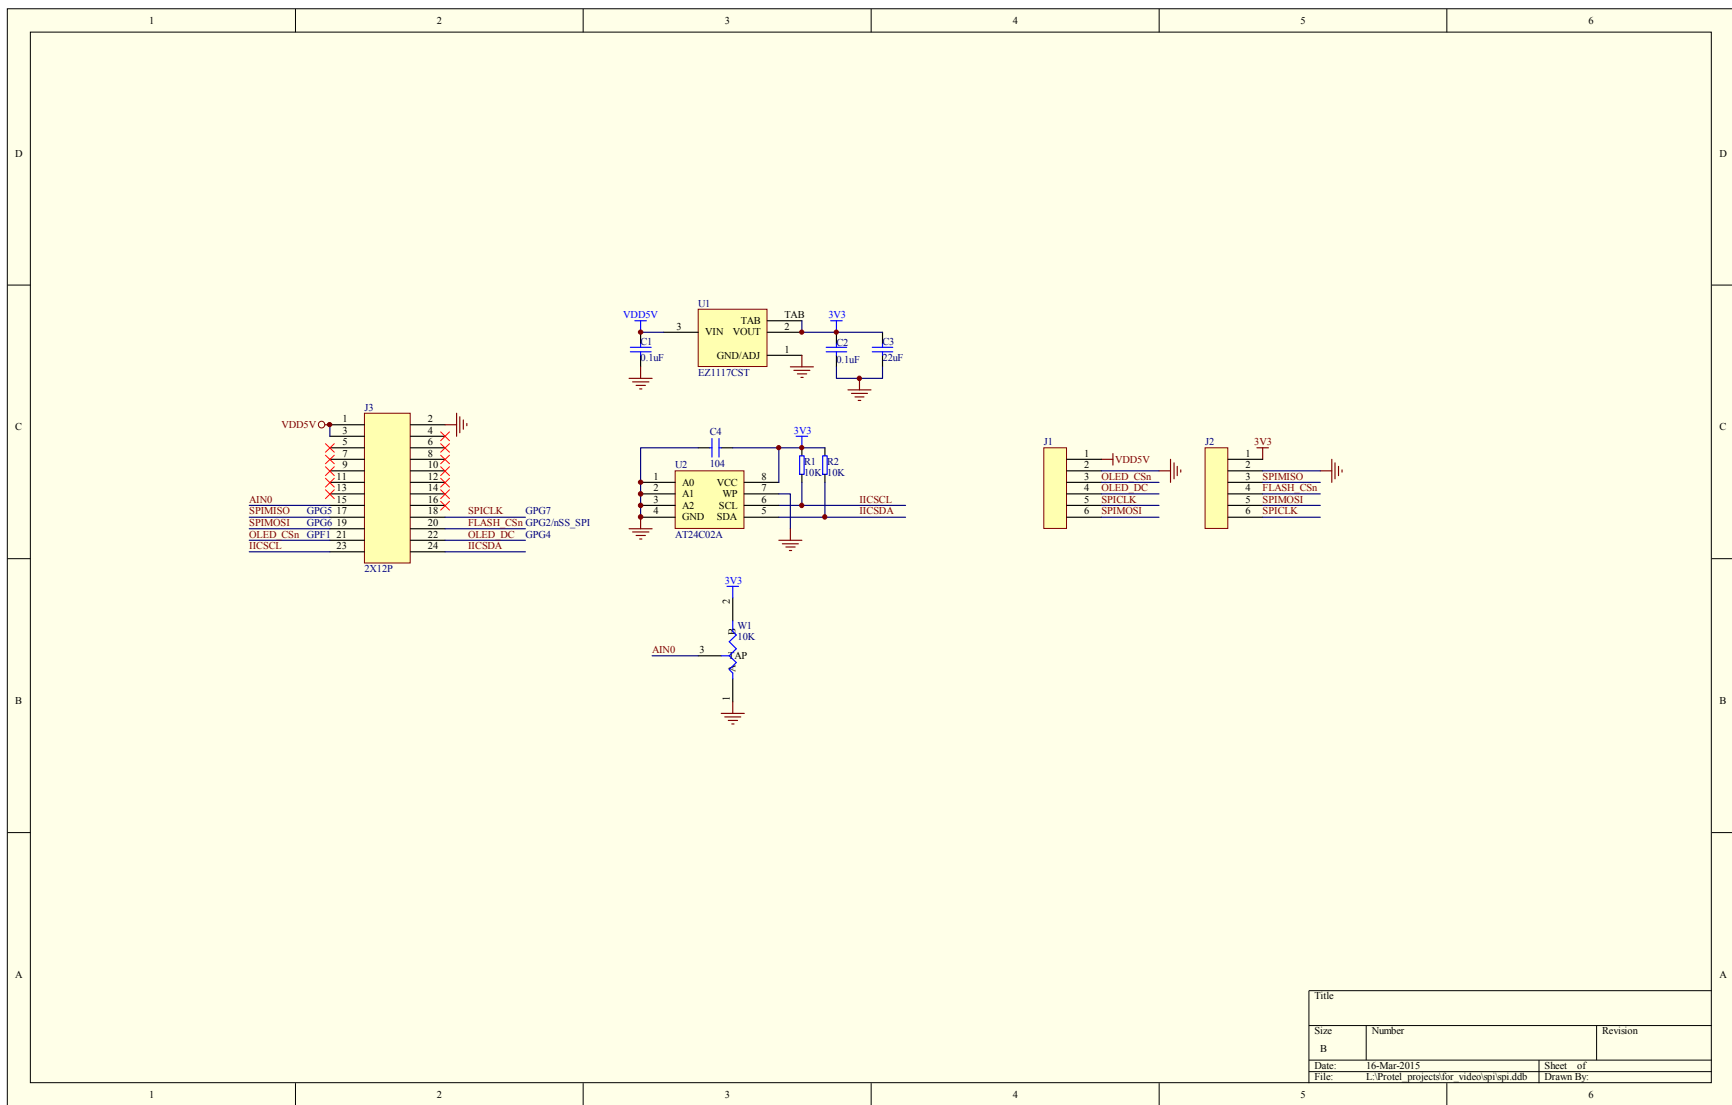 1 2 3 4 5 6
D D
C C
B B
A A
U1
VDD5V
3
VIN
TAB
VOUT
GND/ADJ
TAB
2
1
3V3
C1
0.1uF
C2
0.1uF
C3
22uF
EZ1117CST
J3
VDD5V
1 2
3 4
5 6
7 8
9 10
11 12
13 14
AIN0 15 16
SPIMISO GPG5 17 18 SPICLK GPG7
SPIMOSI GPG6 19 20 FLASH_CSn GPG2/nSS_SPI
OLED_CSn GPF1 21 22 OLED_DC GPG4
IICSCL 23 24 IICSDA
2X12P
C4
104
3V3
R1
10K
R2
10K
U2
1 A0 VCC 8
2 A1 WP 7
3 A2 SCL 6 IICSCL
4 GND SDA 5 IICSDA
AT24C02A
J1
1 VDD5V
2
3 OLED_CSn
4 OLED_DC
5 SPICLK
6 SPIMOSI
J2
3V3
1
2
3 SPIMISO
4 FLASH_CSn
5 SPIMOSI
6 SPICLK
3V3
2
B
W1
10K
AIN0 3 TAP
A
1
Title
Size Number Revision
B
Date: 16-Mar-2015 Sheet of
File: L:\Protel_projects\for_video\spi\spi.ddb Drawn By:
1 2 3 4 5 6